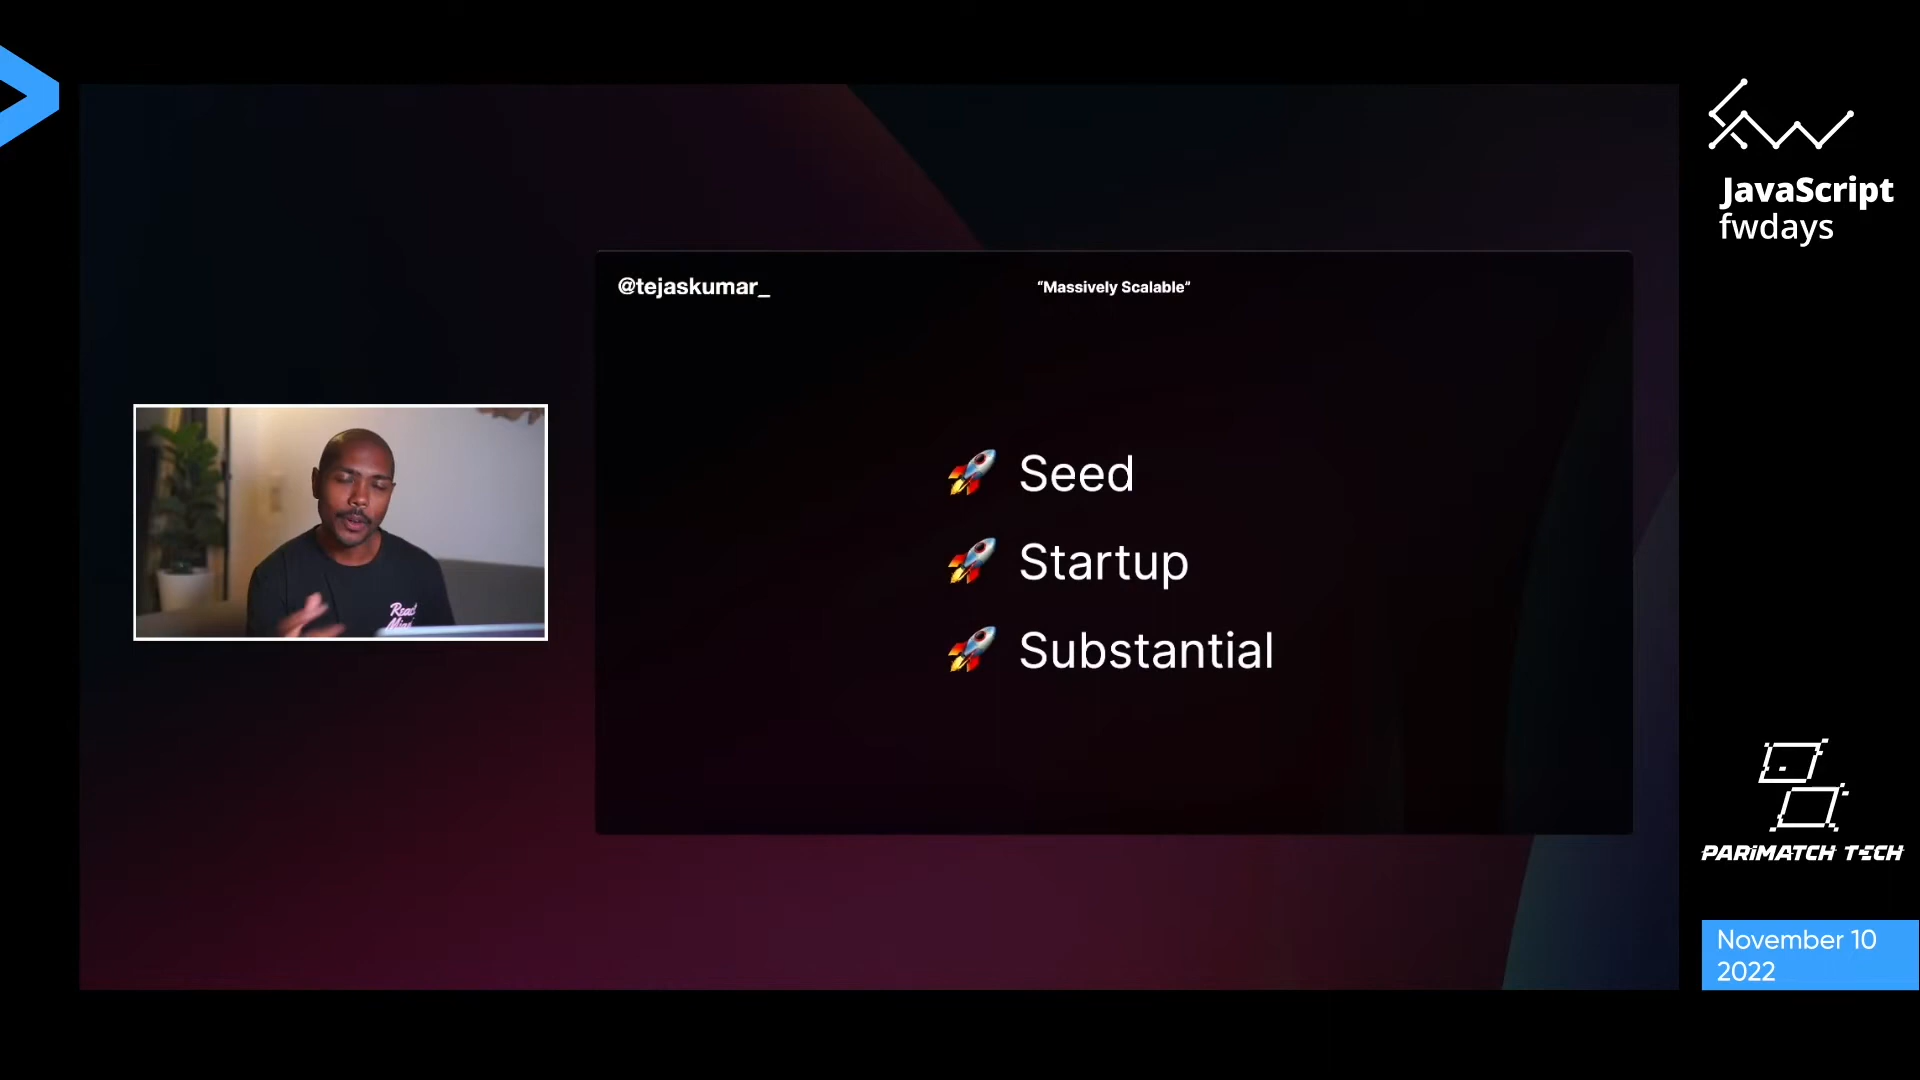 @tejaskumar_
“Massively Scalable”
🚀 Seed
🚀 Startup
🚀 Substantial
JavaScript
fwdays
PARIMATCH TECH
November 10
2022